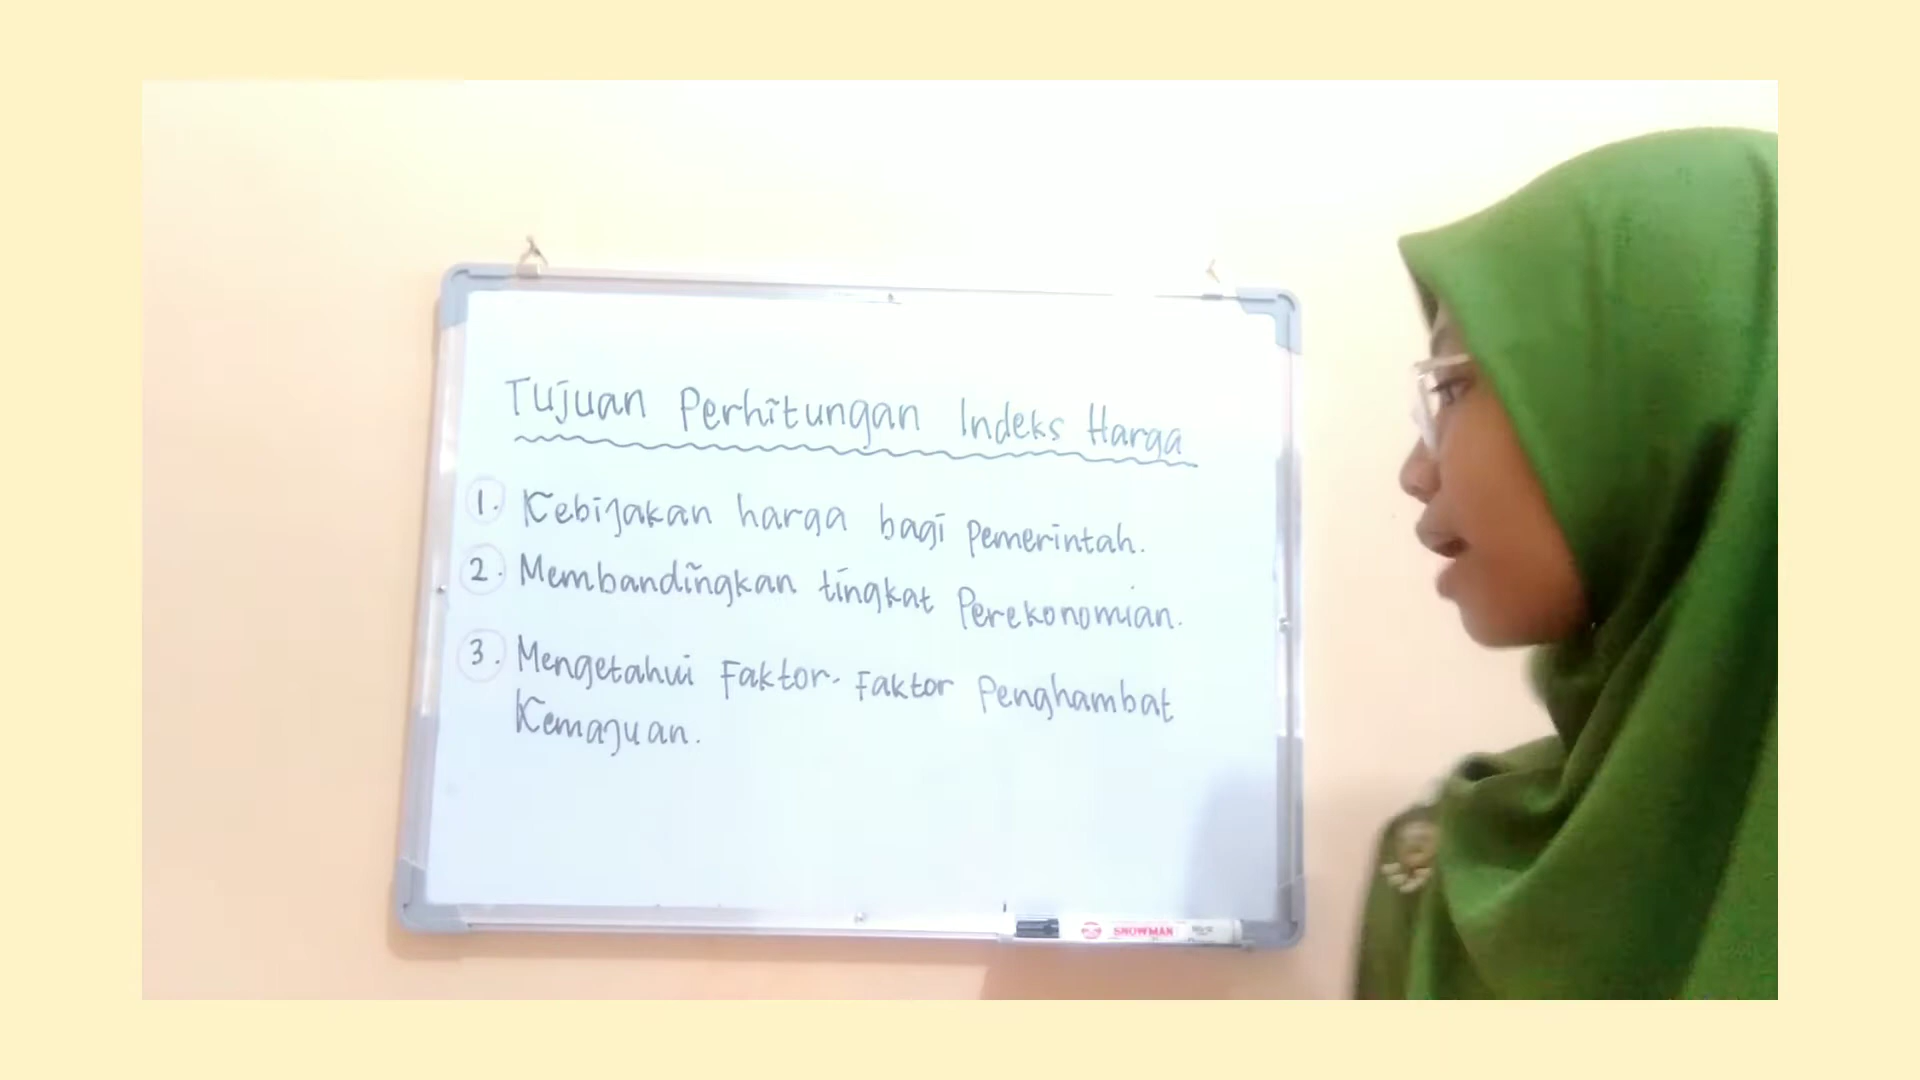 Tujuan Perhitungan Indeks Harga
1. Kebijakan harga bagi Pemerintah.
2. Membandingkan tingkat Perekonomian.
3. Mengetahui Faktor-Faktor Penghambat
Kemajuan.
SNOWMAN